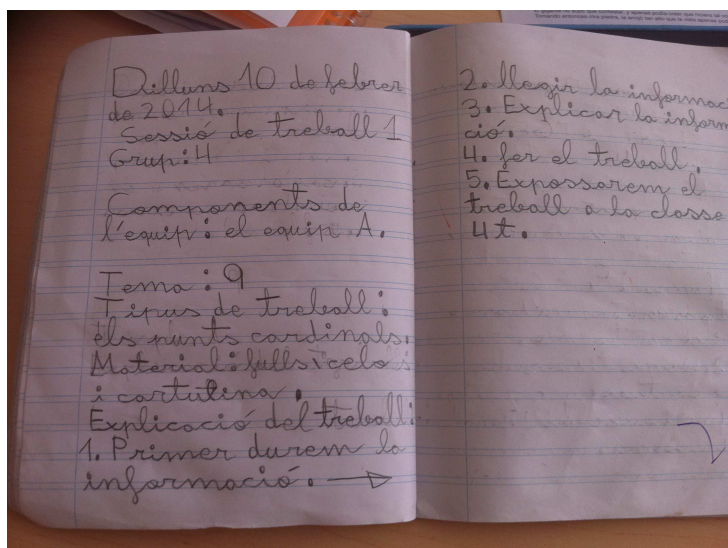 Dilluns 10 de febrer
de 2014.
Sessió de treball 1
Grup: 4
Components de
l'equip: el equip A.
Tema: 9
Tipus de treball:
els punts cardinals.
Material: fulls i celo i
i cartulina.
Explicació del treball:
1. Primer durem la
informació.
2. llegir la informac
3. Explicar la inform
ció.
4. fer el treball.
5. Expossarem el
treball a la classe
4t.